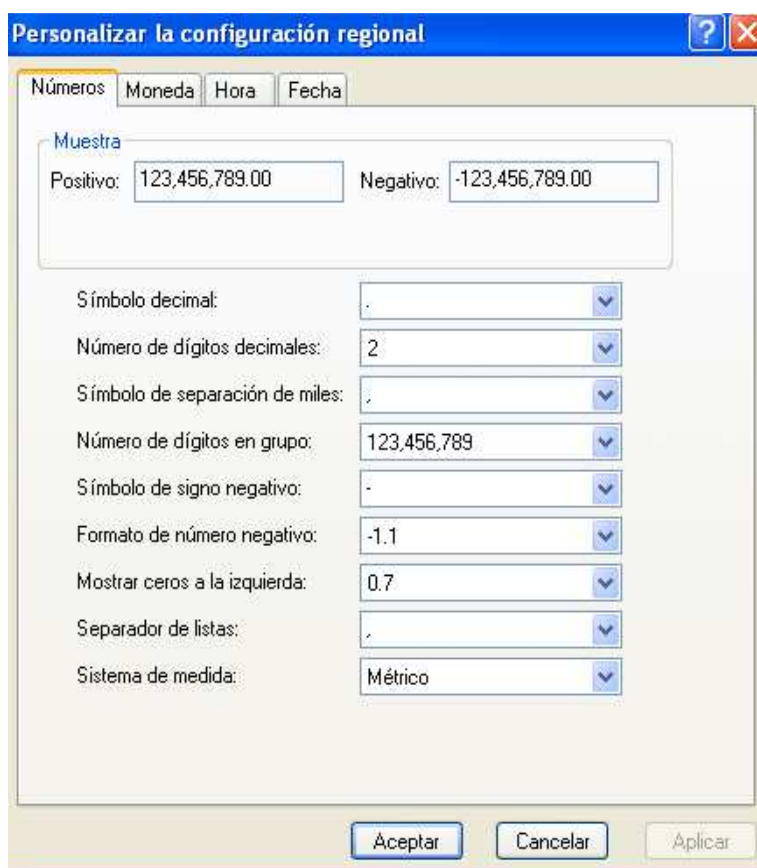 Personalizar la configuración regional ?
Números Moneda Hora Fecha
Muestra
Positivo: 123,456,789.00 Negativo: -123,456,789.00
Símbolo decimal: .
Número de dígitos decimales: 2
Símbolo de separación de miles: ,
Número de dígitos en grupo: 123,456,789
Símbolo de signo negativo: -
Formato de número negativo: -1.1
Mostrar ceros a la izquierda: 0.7
Separador de listas: ,
Sistema de medida: Métrico
Aceptar Cancelar Aplicar